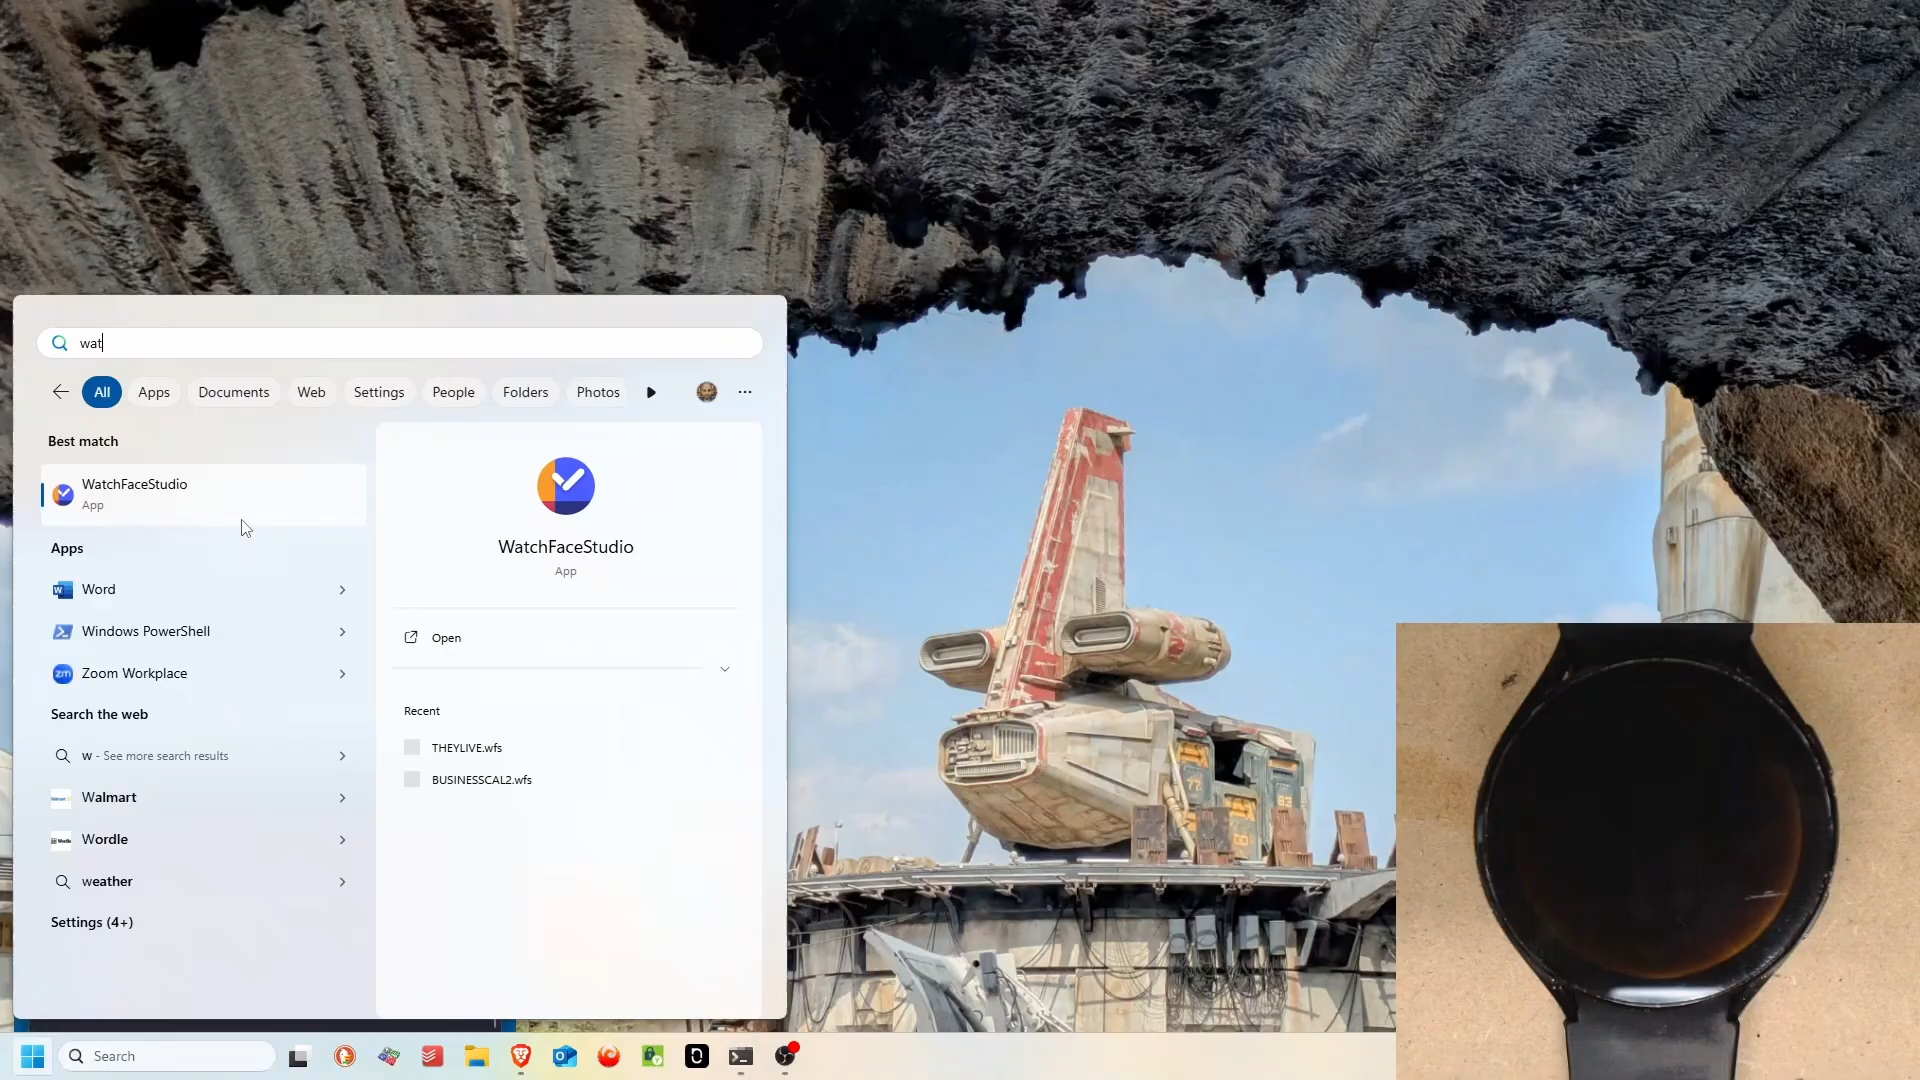 wat
All
Apps
Documents
Web
Settings
People
Folders
Photos
Best match
WatchFaceStudio
App
Apps
Word
Windows PowerShell
Zoom Workplace
Search the web
w - See more search results
Walmart
Wordle
weather
Settings (4+)
WatchFaceStudio
App
Open
Recent
THEYLIVE.wfs
BUSINESSCAL2.wfs
Search